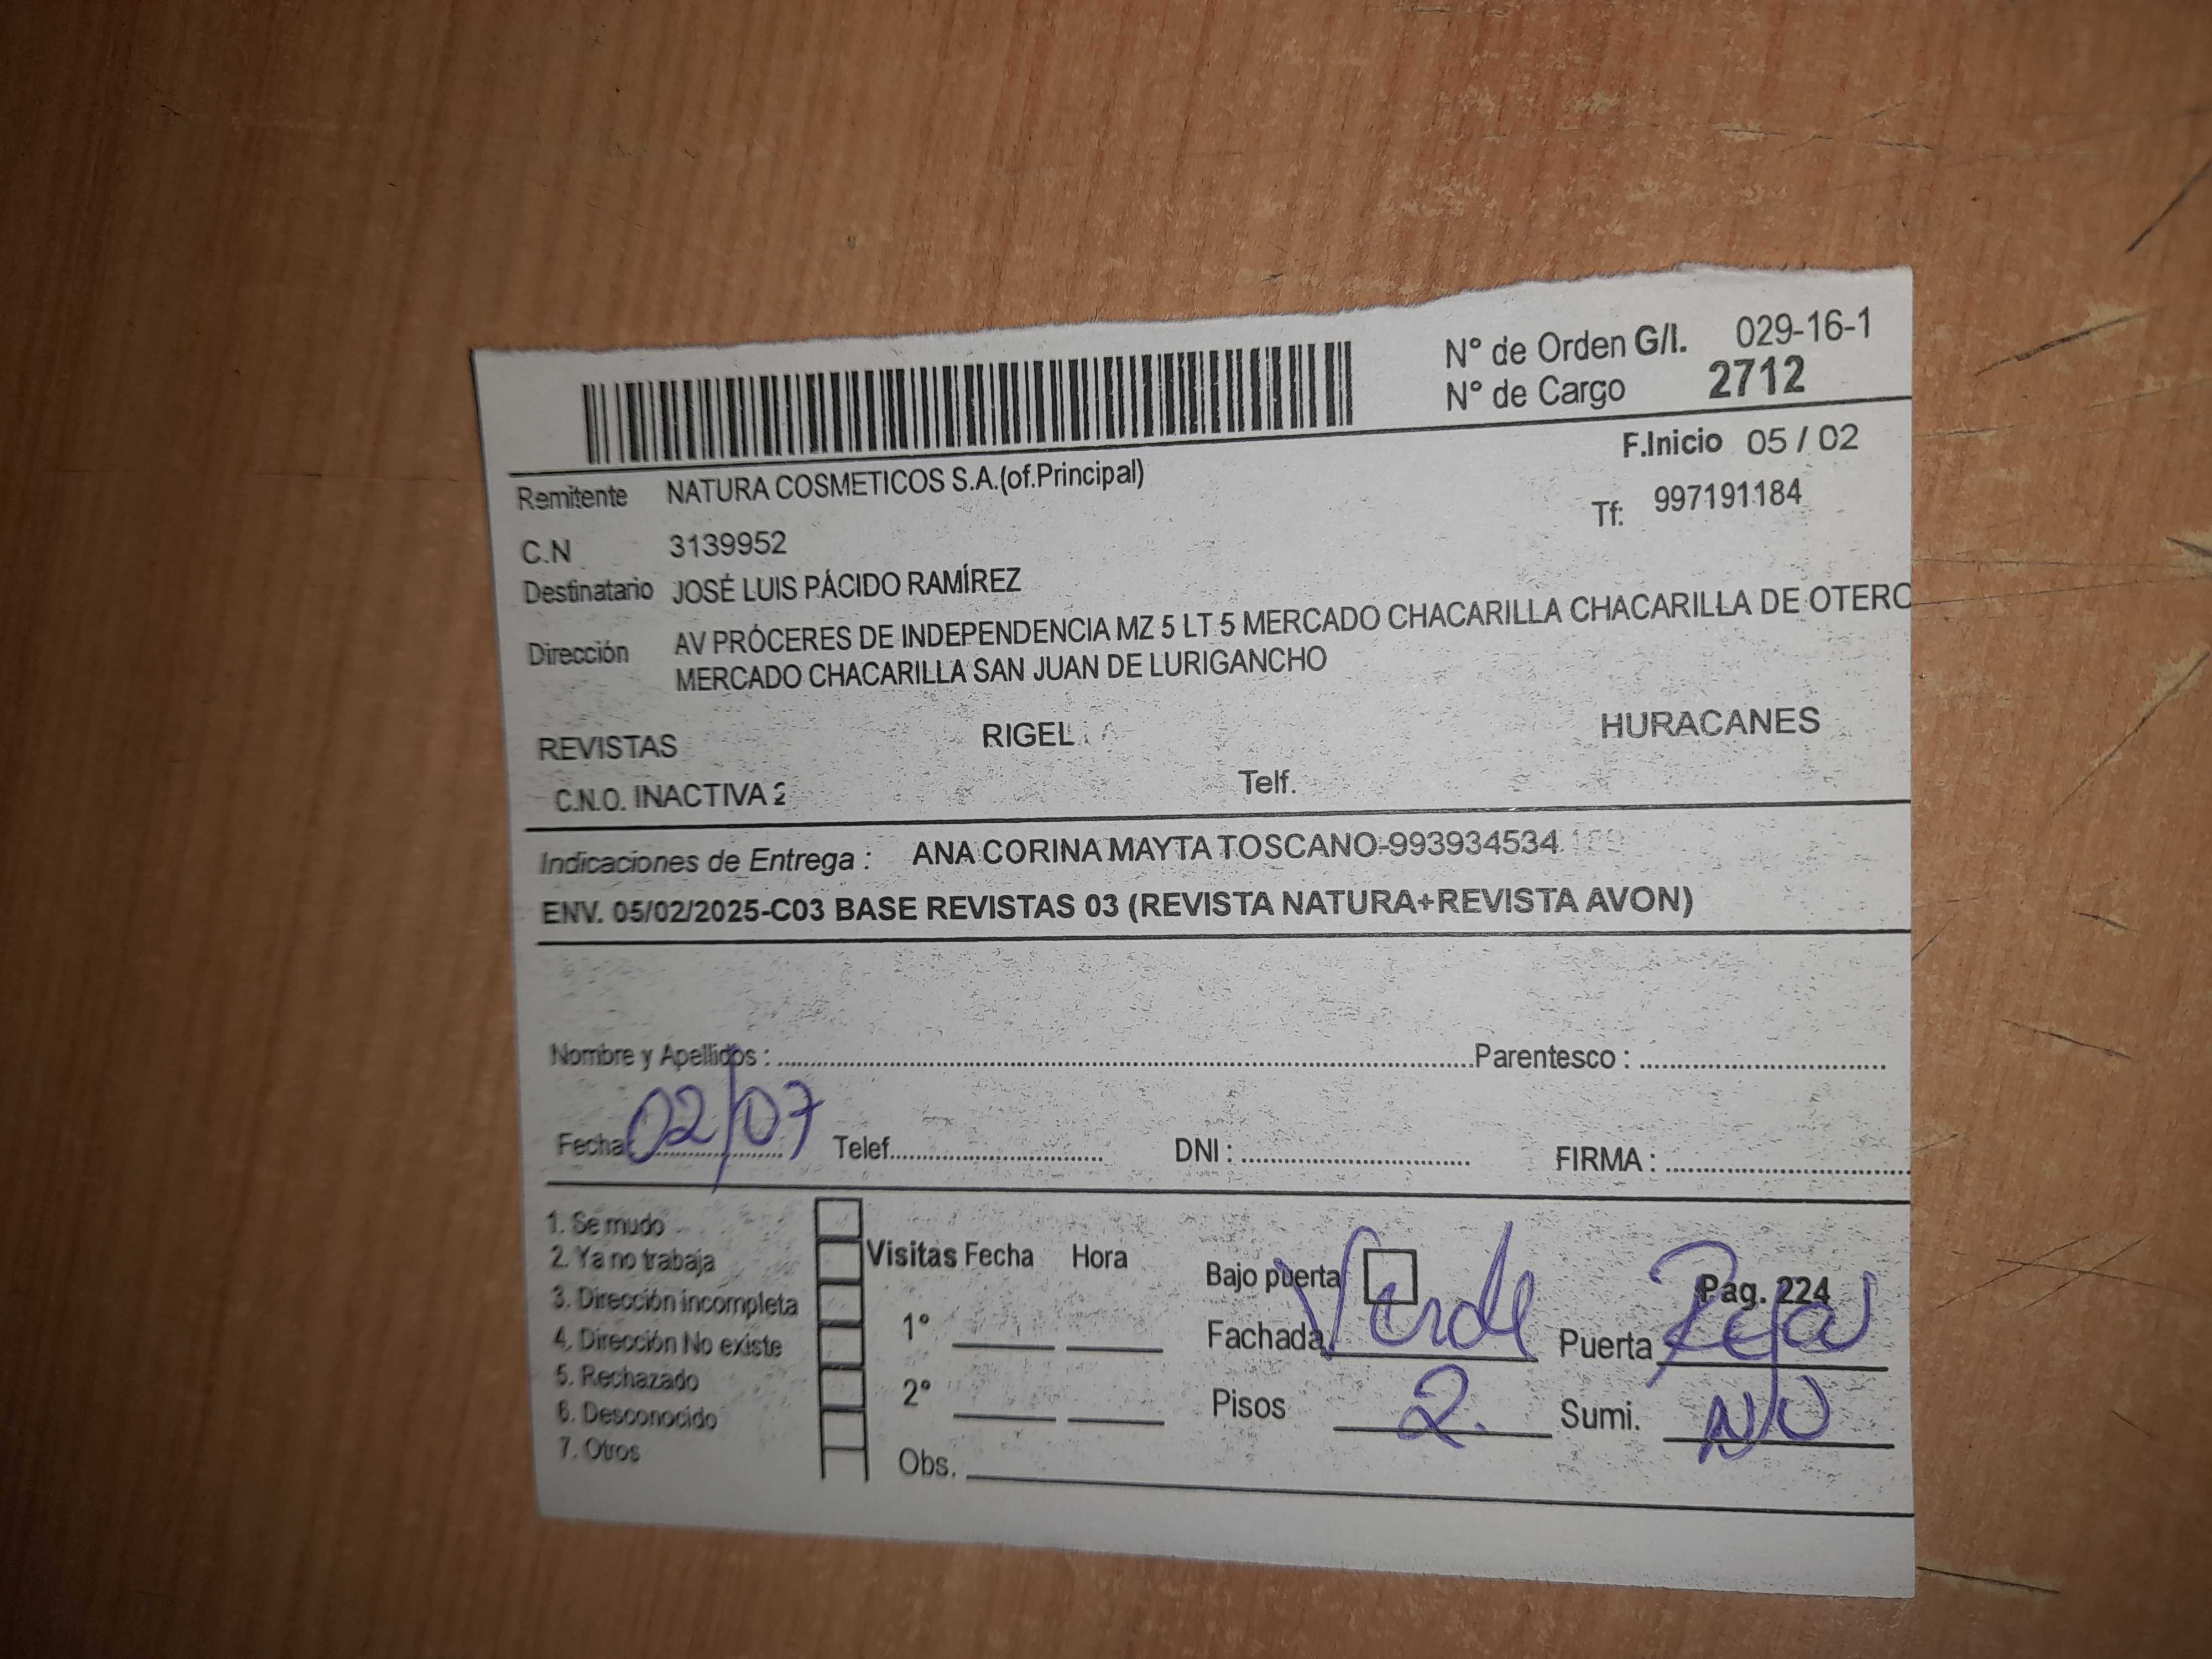 N° de Orden G/I. 029-16-1
N° de Cargo 2712
F.Inicio 05 / 02
Remitente NATURA COSMETICOS S.A.(of.Principal)
Tf: 997191184
C.N 3139952
Destinatario JOSÉ LUIS PÁCIDO RAMÍREZ
Dirección AV PRÓCERES DE INDEPENDENCIA MZ 5 LT 5 MERCADO CHACARILLA CHACARILLA DE OTERO
MERCADO CHACARILLA SAN JUAN DE LURIGANCHO
REVISTAS RIGEL HURACANES
C.N.O. INACTIVA 2 Telf.
Indicaciones de Entrega : ANA CORINA MAYTA TOSCANO-993934534
ENV. 05/02/2025-C03 BASE REVISTAS 03 (REVISTA NATURA+REVISTA AVON)
Nombre y Apellidos : Parentesco :
Fecha: 02/07 Telef. DNI : FIRMA :
1. Se mudo
2. Ya no trabaja
3. Dirección incompleta
4. Dirección No existe
5. Rechazado
6. Desconocido
7. Otros
Visitas Fecha Hora
1°
2°
Obs.
Bajo puerta Pag. 224
Fachada Verde Puerta Reja
Pisos 2. Sumi. NO